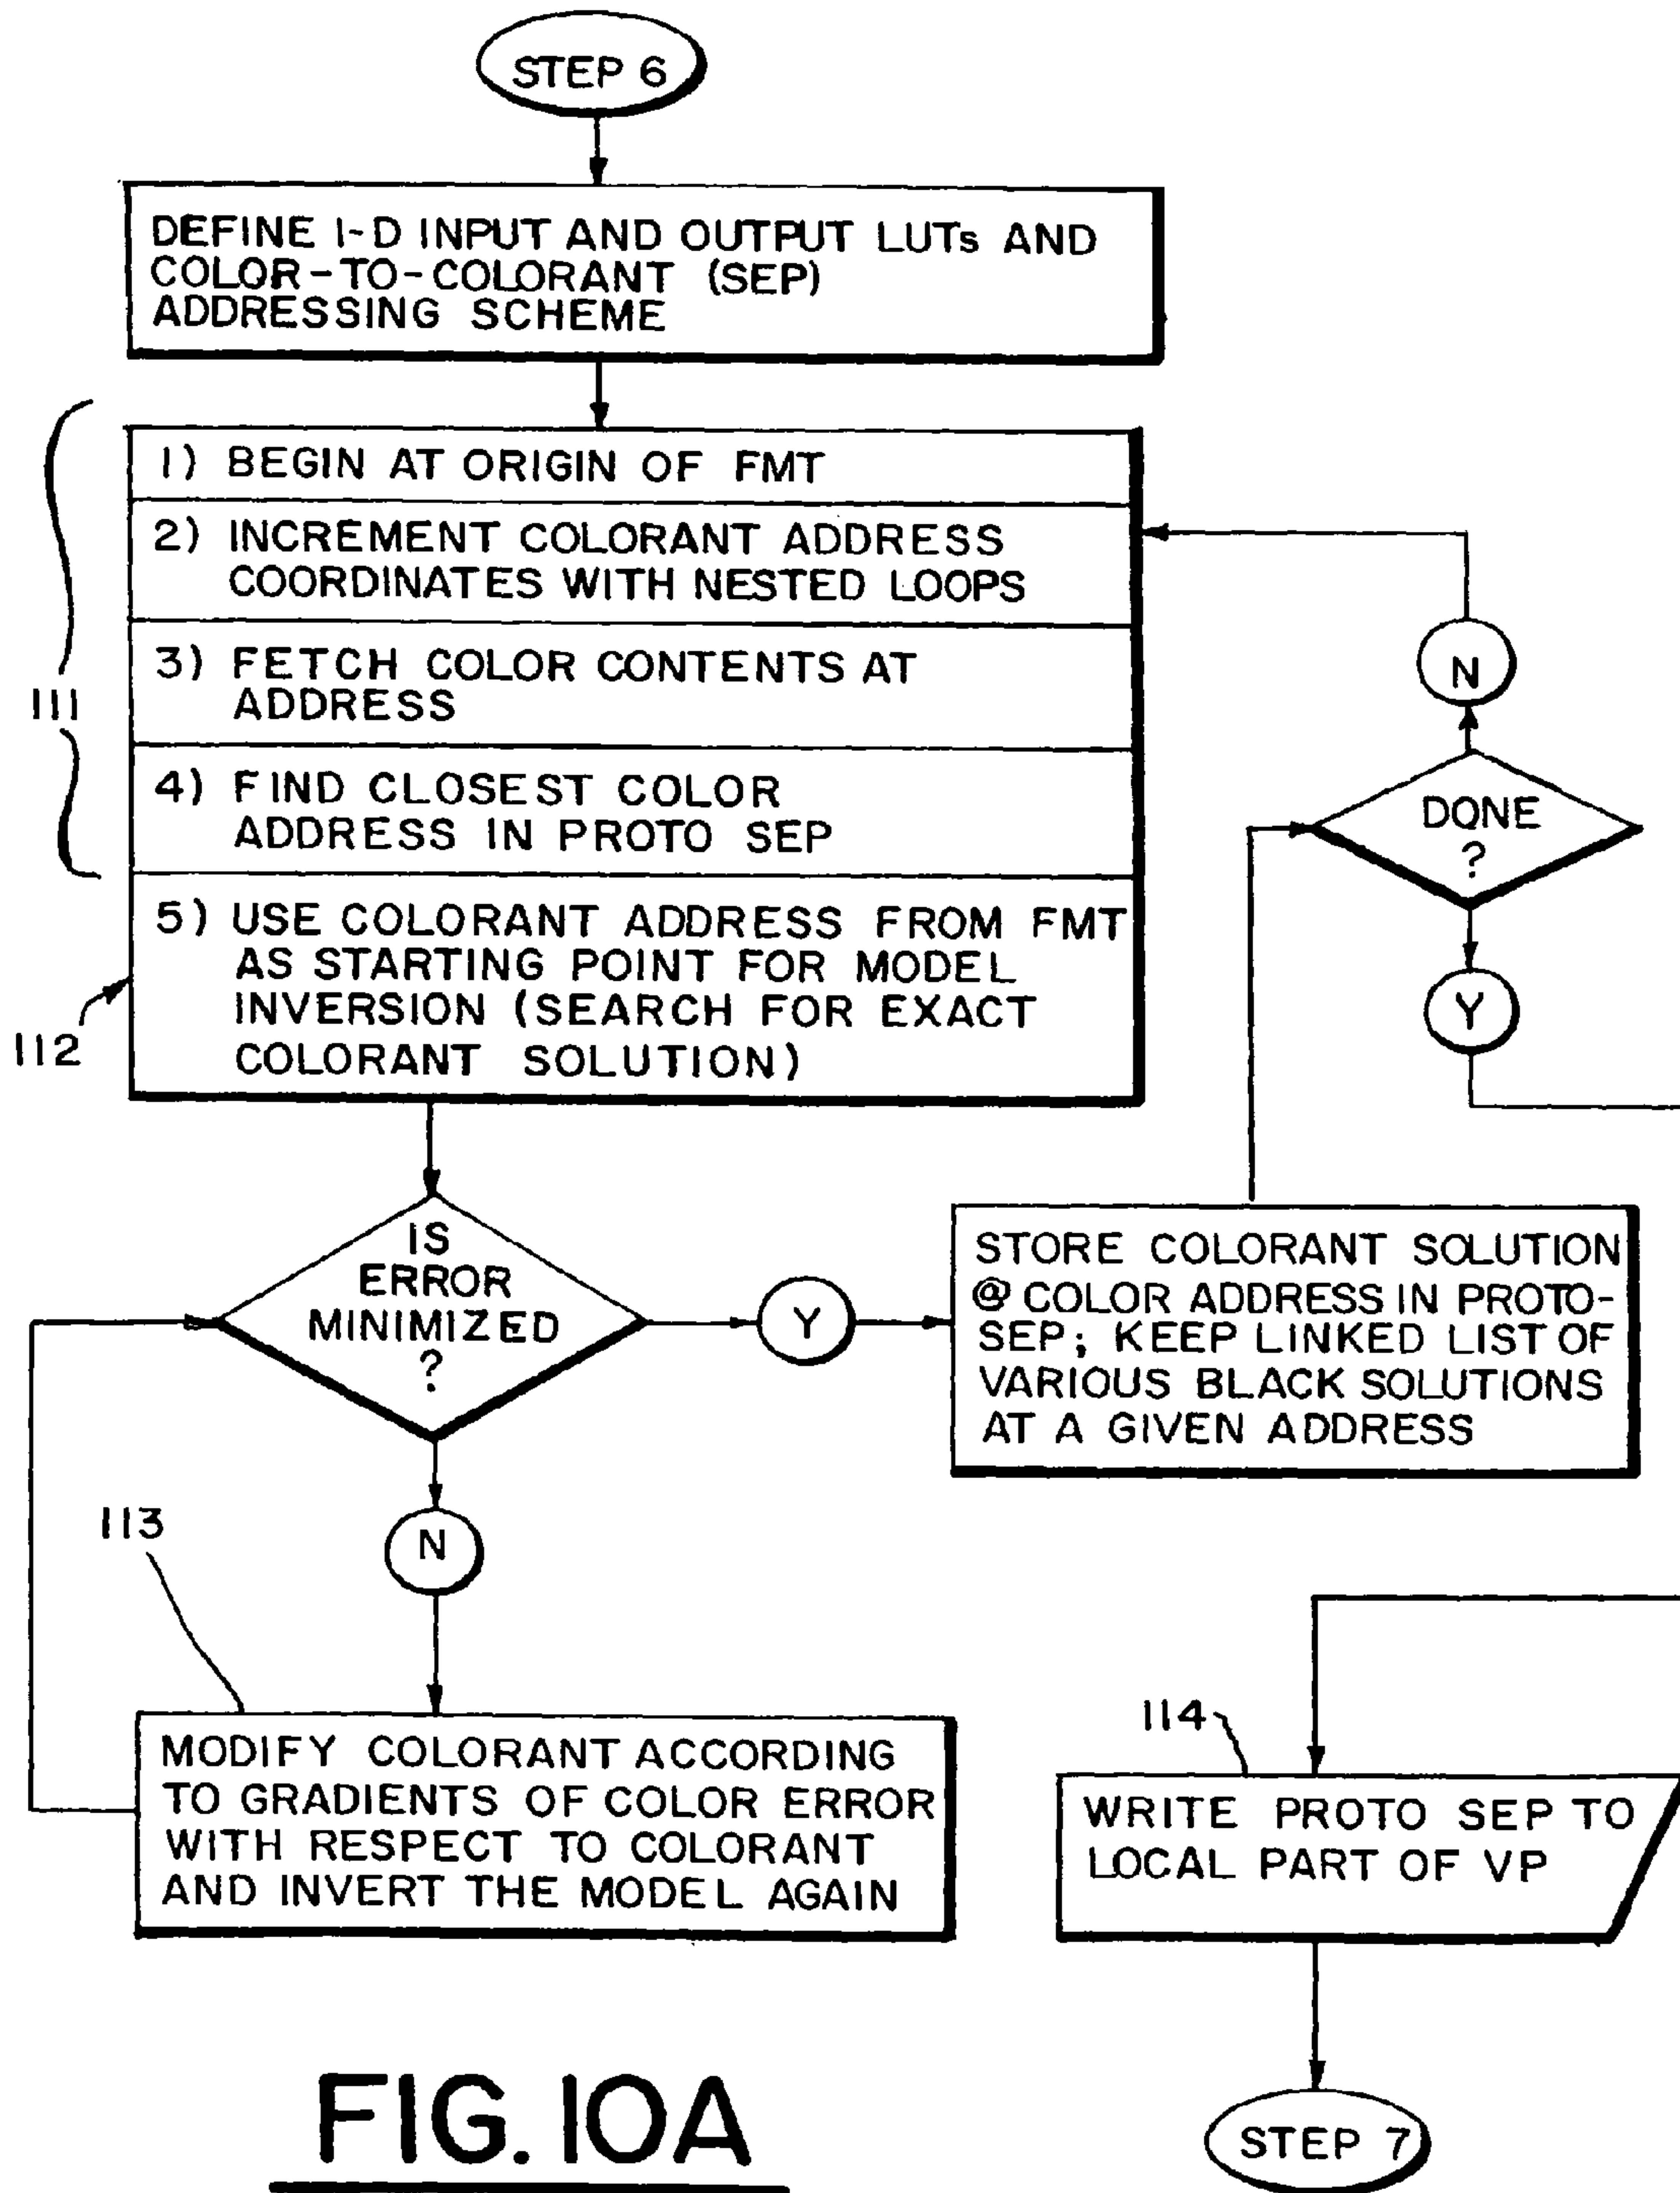 STEP 6
DEFINE 1-D INPUT AND OUTPUT LUTs AND
COLOR-TO-COLORANT (SEP)
ADDRESSING SCHEME
111
1) BEGIN AT ORIGIN OF FMT
2) INCREMENT COLORANT ADDRESS
COORDINATES WITH NESTED LOOPS
3) FETCH COLOR CONTENTS AT
ADDRESS
4) FIND CLOSEST COLOR
ADDRESS IN PROTO SEP
5) USE COLORANT ADDRESS FROM FMT
AS STARTING POINT FOR MODEL
INVERSION (SEARCH FOR EXACT
COLORANT SOLUTION)
112
N
DONE
?
Y
IS
ERROR
MINIMIZED
?
Y
STORE COLORANT SOLUTION
@ COLOR ADDRESS IN PROTO-
SEP; KEEP LINKED LIST OF
VARIOUS BLACK SOLUTIONS
AT A GIVEN ADDRESS
N
113
MODIFY COLORANT ACCORDING
TO GRADIENTS OF COLOR ERROR
WITH RESPECT TO COLORANT
AND INVERT THE MODEL AGAIN
114
WRITE PROTO SEP TO
LOCAL PART OF VP
STEP 7
FIG. 10A